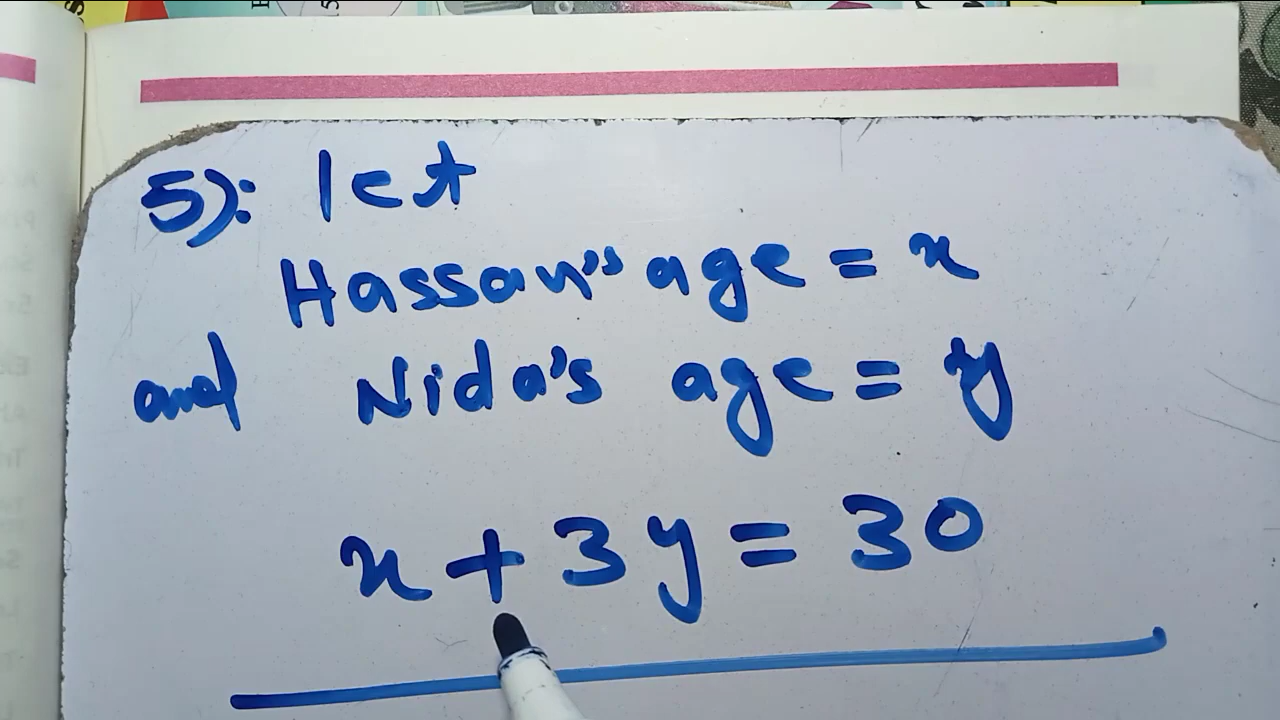 5): let
Hassan's' age = x
and Nida's age = y
x + 3y = 30